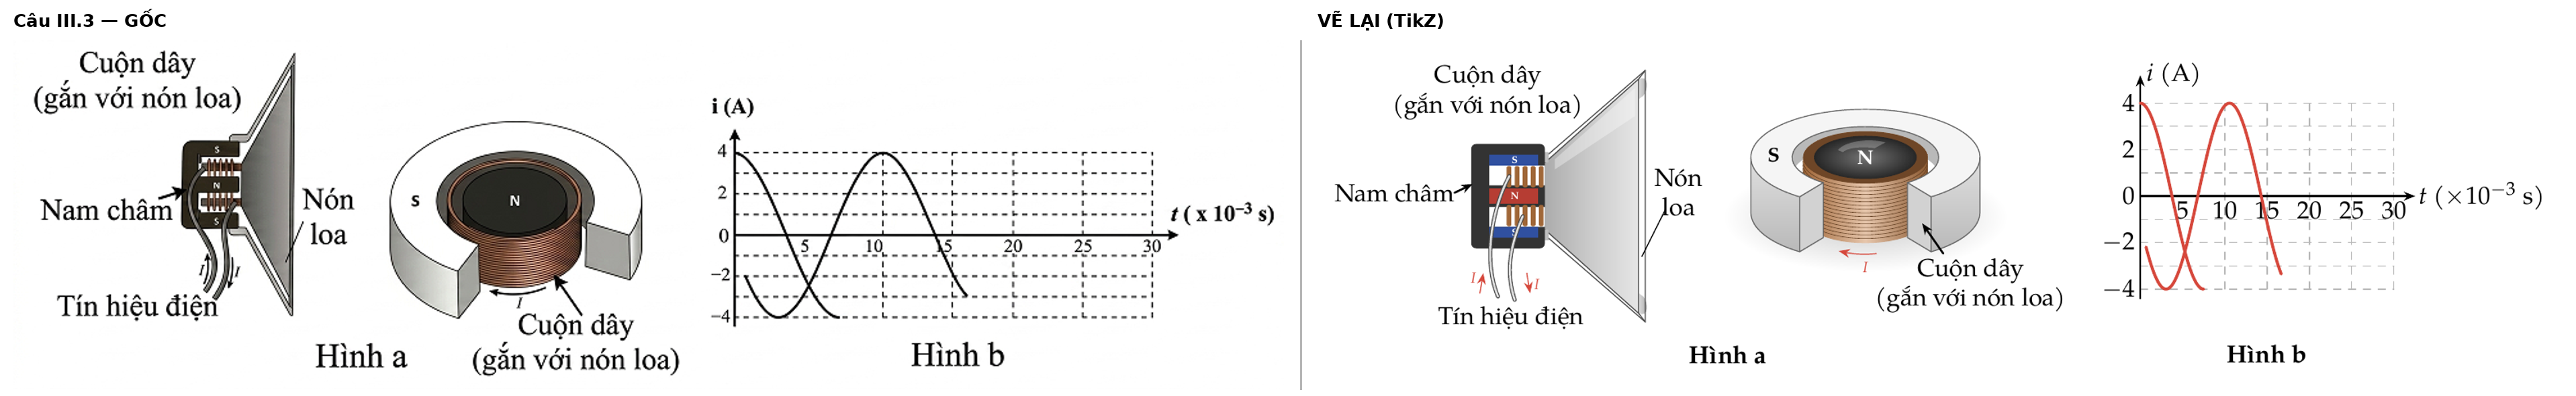 Câu III.3 — GỐC
Cuộn dây
(gắn với nón loa)
S
N
S
Nam châm
Nón
loa
I
I
Tín hiệu điện
S
N
I
Cuộn dây
(gắn với nón loa)
Hình a
i (A)
4
2
0
−2
−4
5
10
15
20
25
30
t ( x 10⁻³ s)
Hình b
VẼ LẠI (TikZ)
Cuộn dây
(gắn với nón loa)
S
N
S
Nam châm
Nón
loa
I
I
Tín hiệu điện
S
N
I
Cuộn dây
(gắn với nón loa)
Hình a
i (A)
4
2
0
−2
−4
5
10
15
20
25
30
t (×10⁻³ s)
Hình b